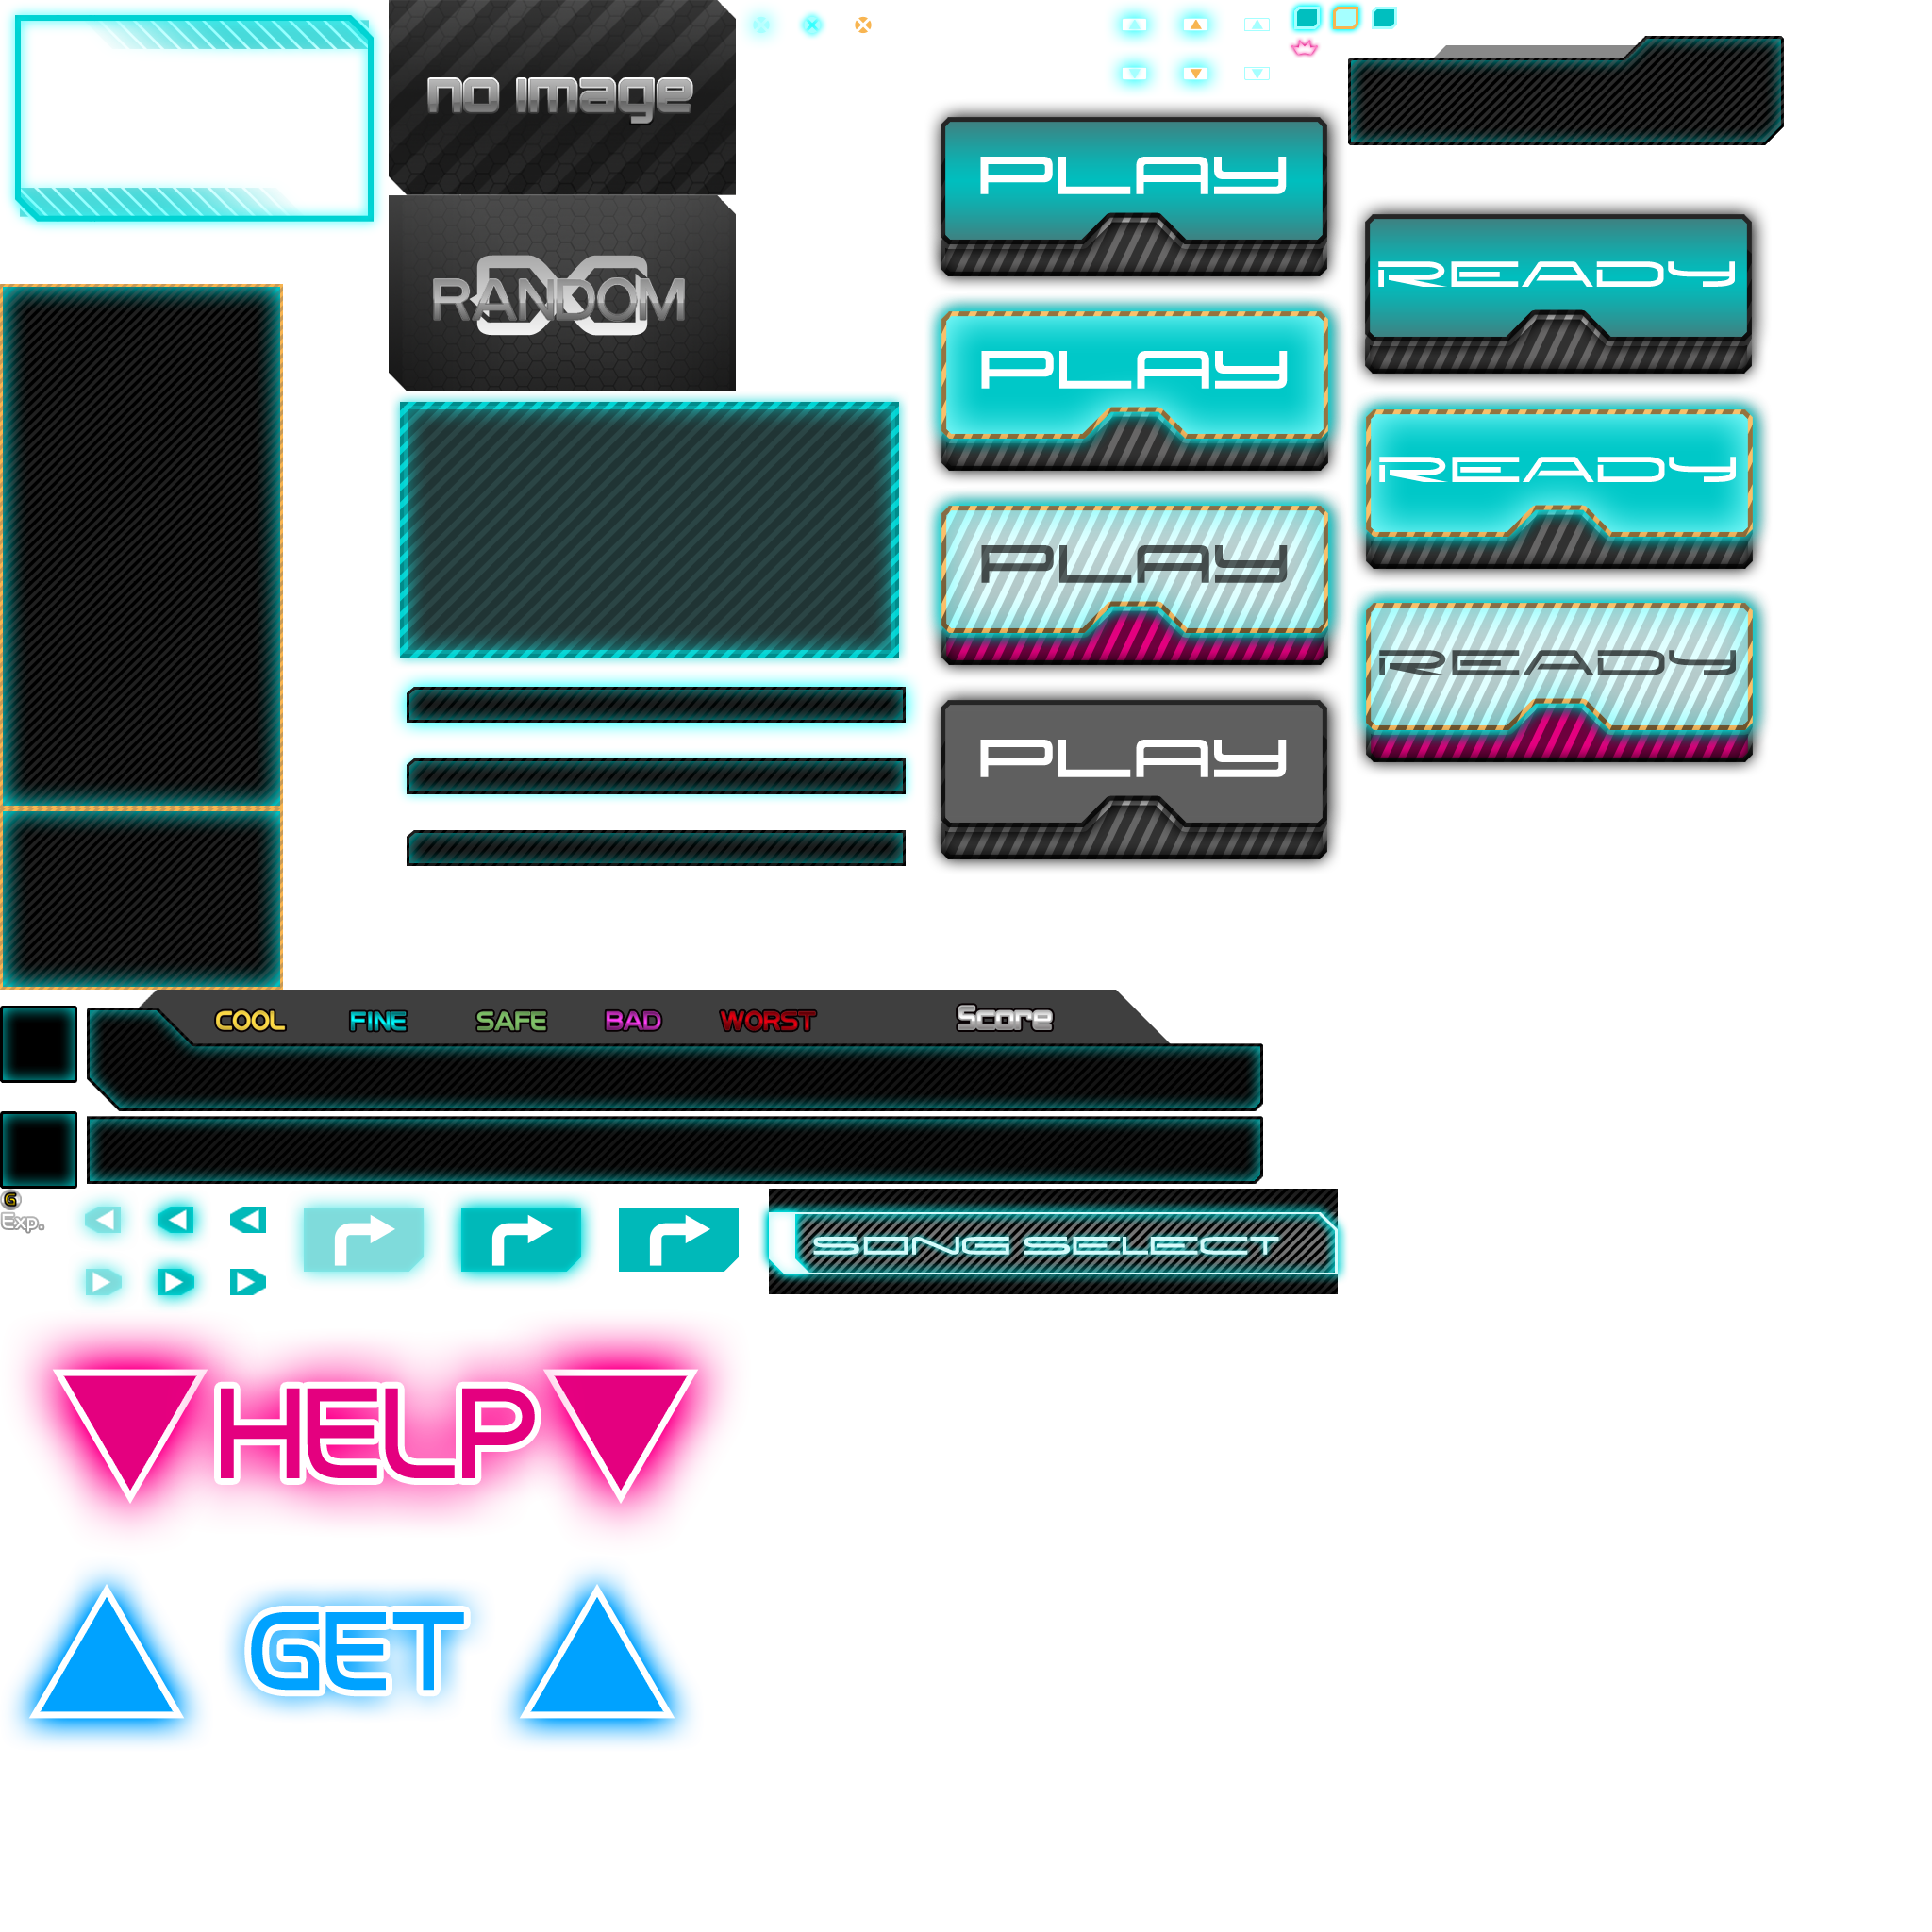 no image
RANDOM
PLAY
READY
PLAY
READY
PLAY
READY
PLAY
COOL FINE SAFE BAD WORST Score
G
Exp.
SONG SELECT
HELP
GET